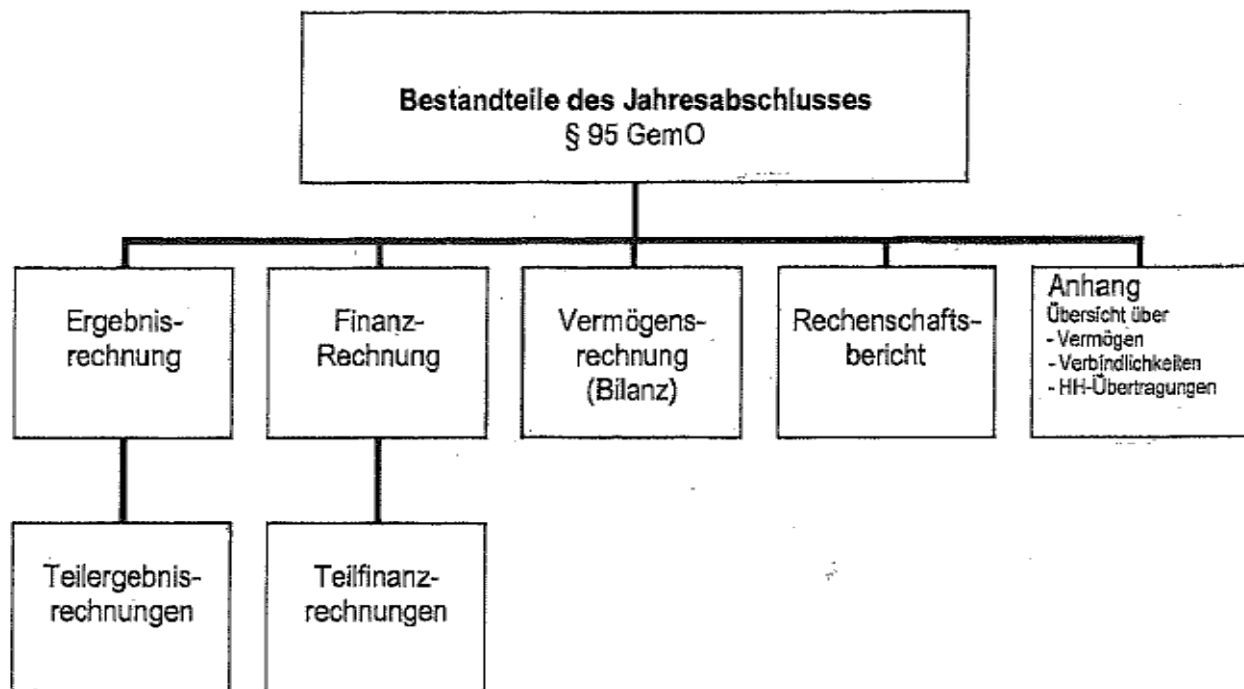 Bestandteile des Jahresabschlusses
§ 95 GemO
Ergebnis-
rechnung
Finanz-
Rechnung
Vermögens-
rechnung
(Bilanz)
Rechenschafts-
bericht
Anhang
Übersicht über
- Vermögen
- Verbindlichkeiten
- HH-Übertragungen
Teilergebnis-
rechnungen
Teilfinanz-
rechnungen